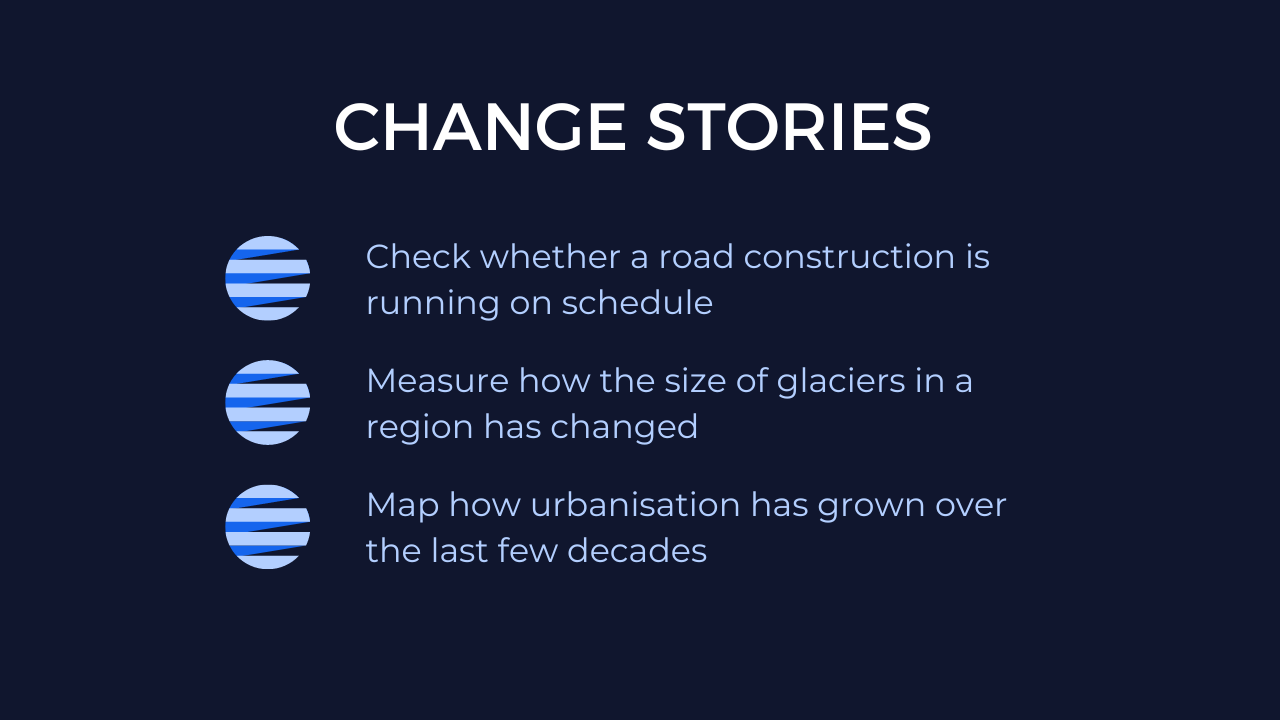 CHANGE STORIES
Check whether a road construction is
running on schedule
Measure how the size of glaciers in a
region has changed
Map how urbanisation has grown over
the last few decades